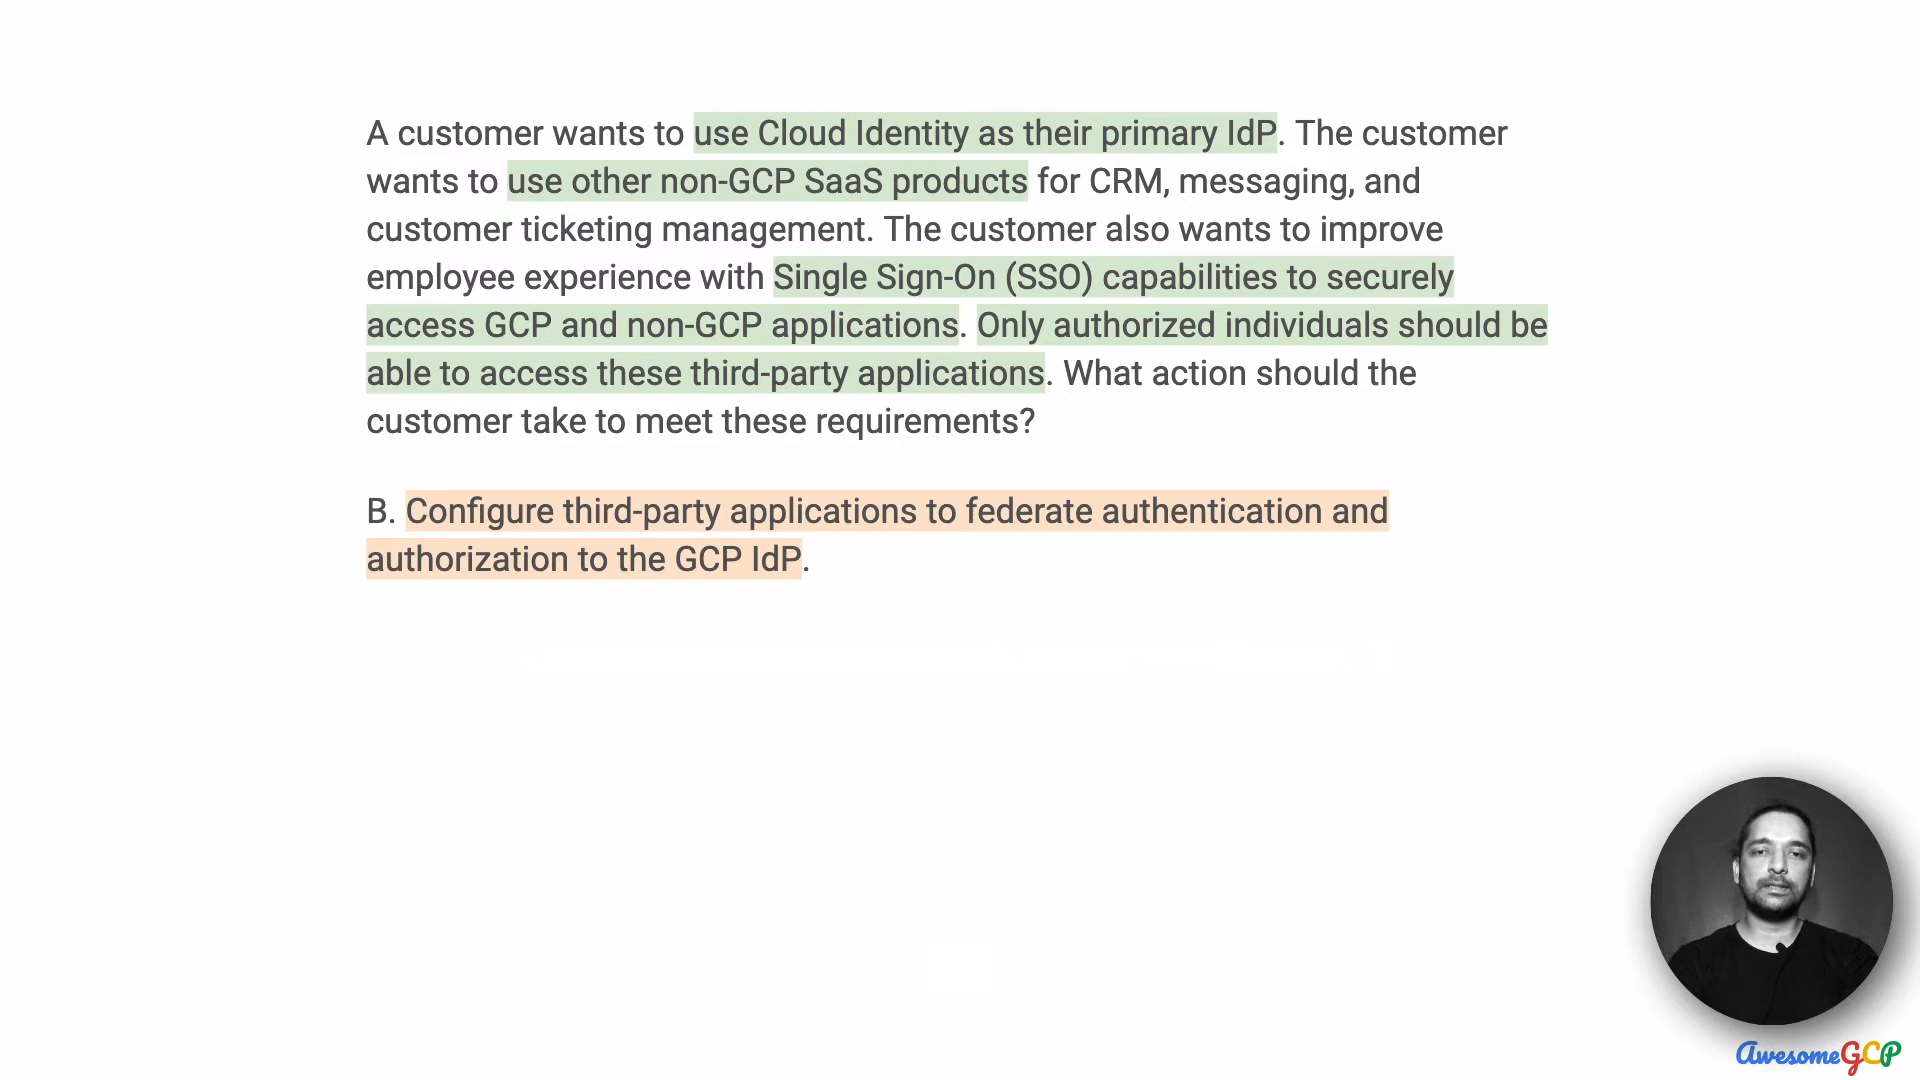 A customer wants to use Cloud Identity as their primary IdP. The customer
wants to use other non-GCP SaaS products for CRM, messaging, and
customer ticketing management. The customer also wants to improve
employee experience with Single Sign-On (SSO) capabilities to securely
access GCP and non-GCP applications. Only authorized individuals should be
able to access these third-party applications. What action should the
customer take to meet these requirements?
B. Configure third-party applications to federate authentication and
authorization to the GCP IdP.
AwesomeGCP